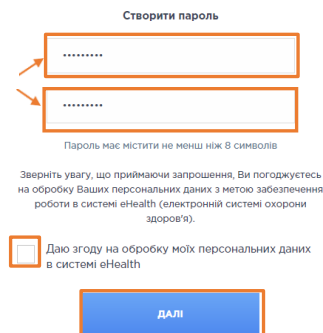 Створити пароль
•••••••••
•••••••••
Пароль має містити не менш ніж 8 символів
Зверніть увагу, що приймаючи запрошення, Ви погоджуєтесь
на обробку Ваших персональних даних з метою забезпечення
роботи в системі eHealth (електронній системі охорони
здоров'я).
Даю згоду на обробку моїх персональних даних
в системі eHealth
ДАЛІ